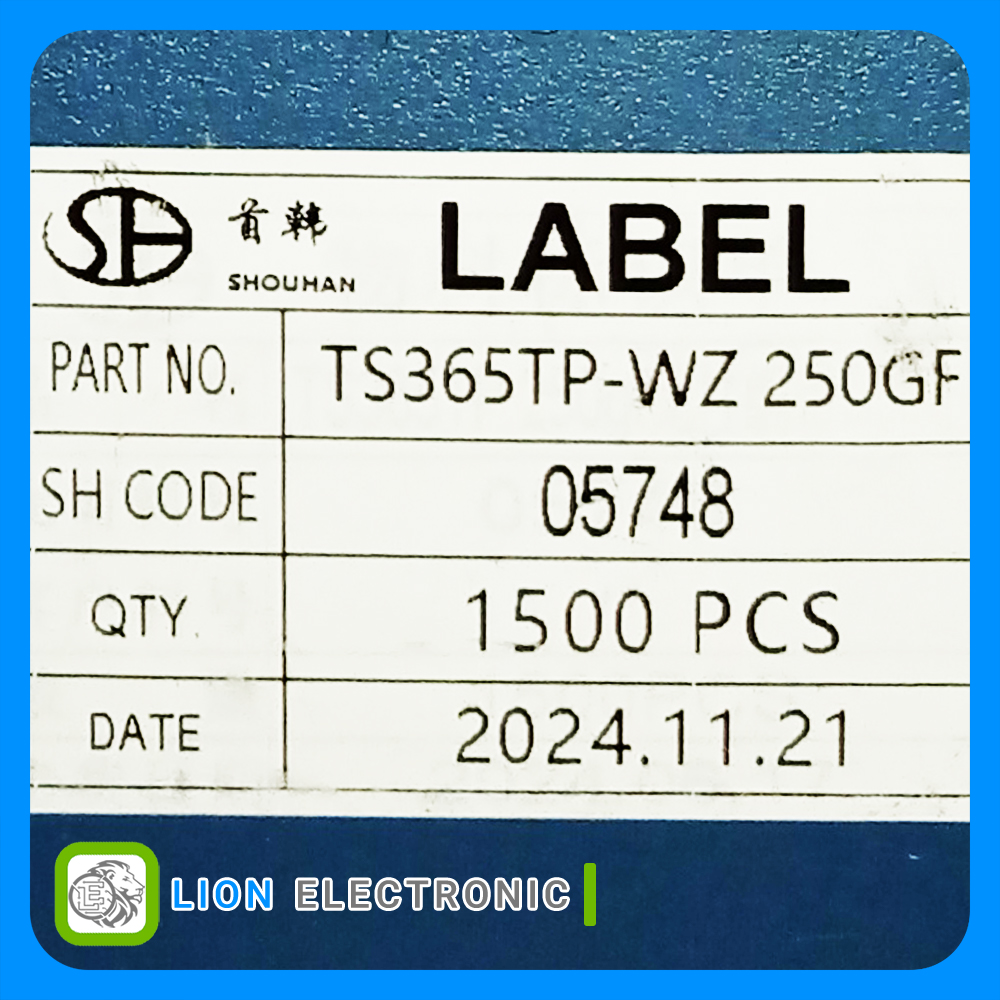 SH 首韩 LABEL
SHOUHAN
PART NO. TS365TP-WZ 250GF
SH CODE 05748
QTY. 1500 PCS
DATE 2024.11.21
LE LION ELECTRONIC